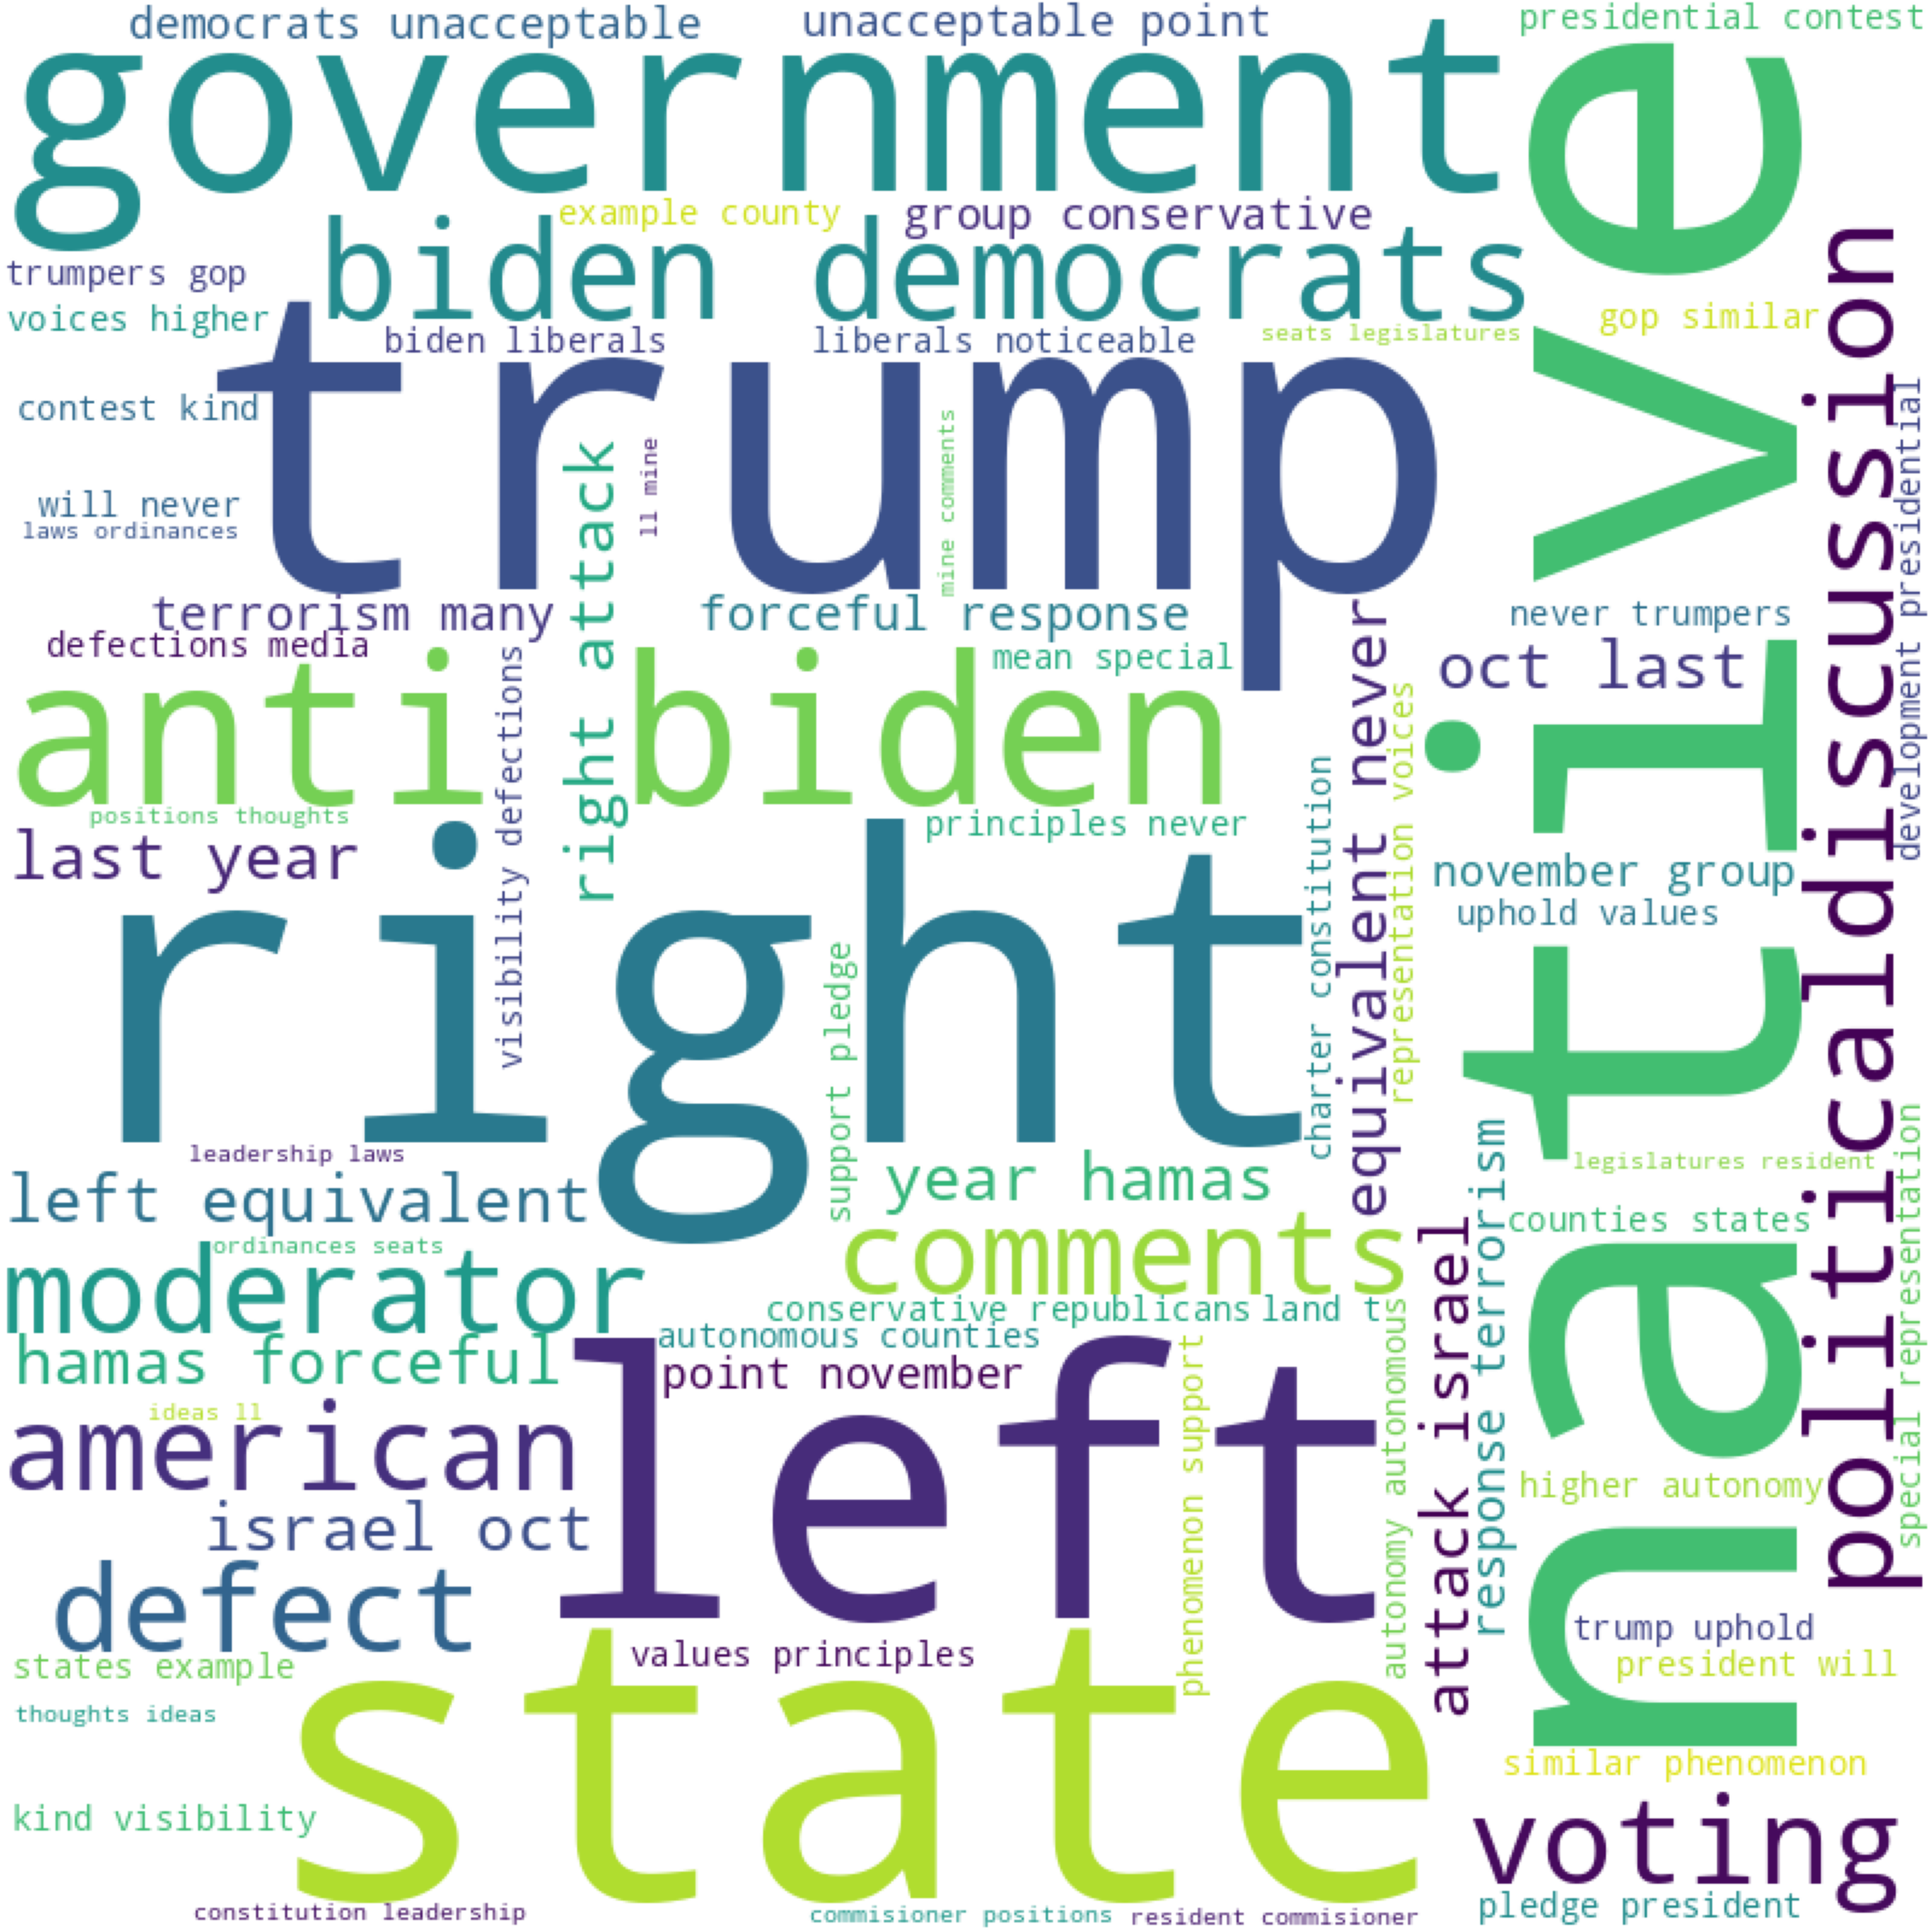 democrats unacceptable
unacceptable point
presidential contest
government
example county
group conservative
biden democrats
trumpers gop
voices higher
biden liberals
liberals noticeable
seats legislatures
gop similar
trump
contest kind
will never
laws ordinances
right attack
ll mine
mine comments
native
politicaldiscussion
development presidential
terrorism many
forceful response
never trumpers
defections media
mean special
oct last
anti biden
visibility defections
equivalent never
representation voices
positions thoughts
principles never
last year
charter constitution
november group
uphold values
right
support pledge
leadership laws
year hamas
legislatures resident
left equivalent
counties states
special representation
response terrorism
attack israel
ordinances seats
comments
moderator
conservative republicans
land t
autonomous counties
hamas forceful
point november
left
phenomenon support
autonomy autonomous
ideas ll
american
higher autonomy
israel oct
defect
trump uphold
values principles
states example
president will
state
thoughts ideas
similar phenomenon
kind visibility
voting
constitution leadership
commisioner positions
resident commisioner
pledge president